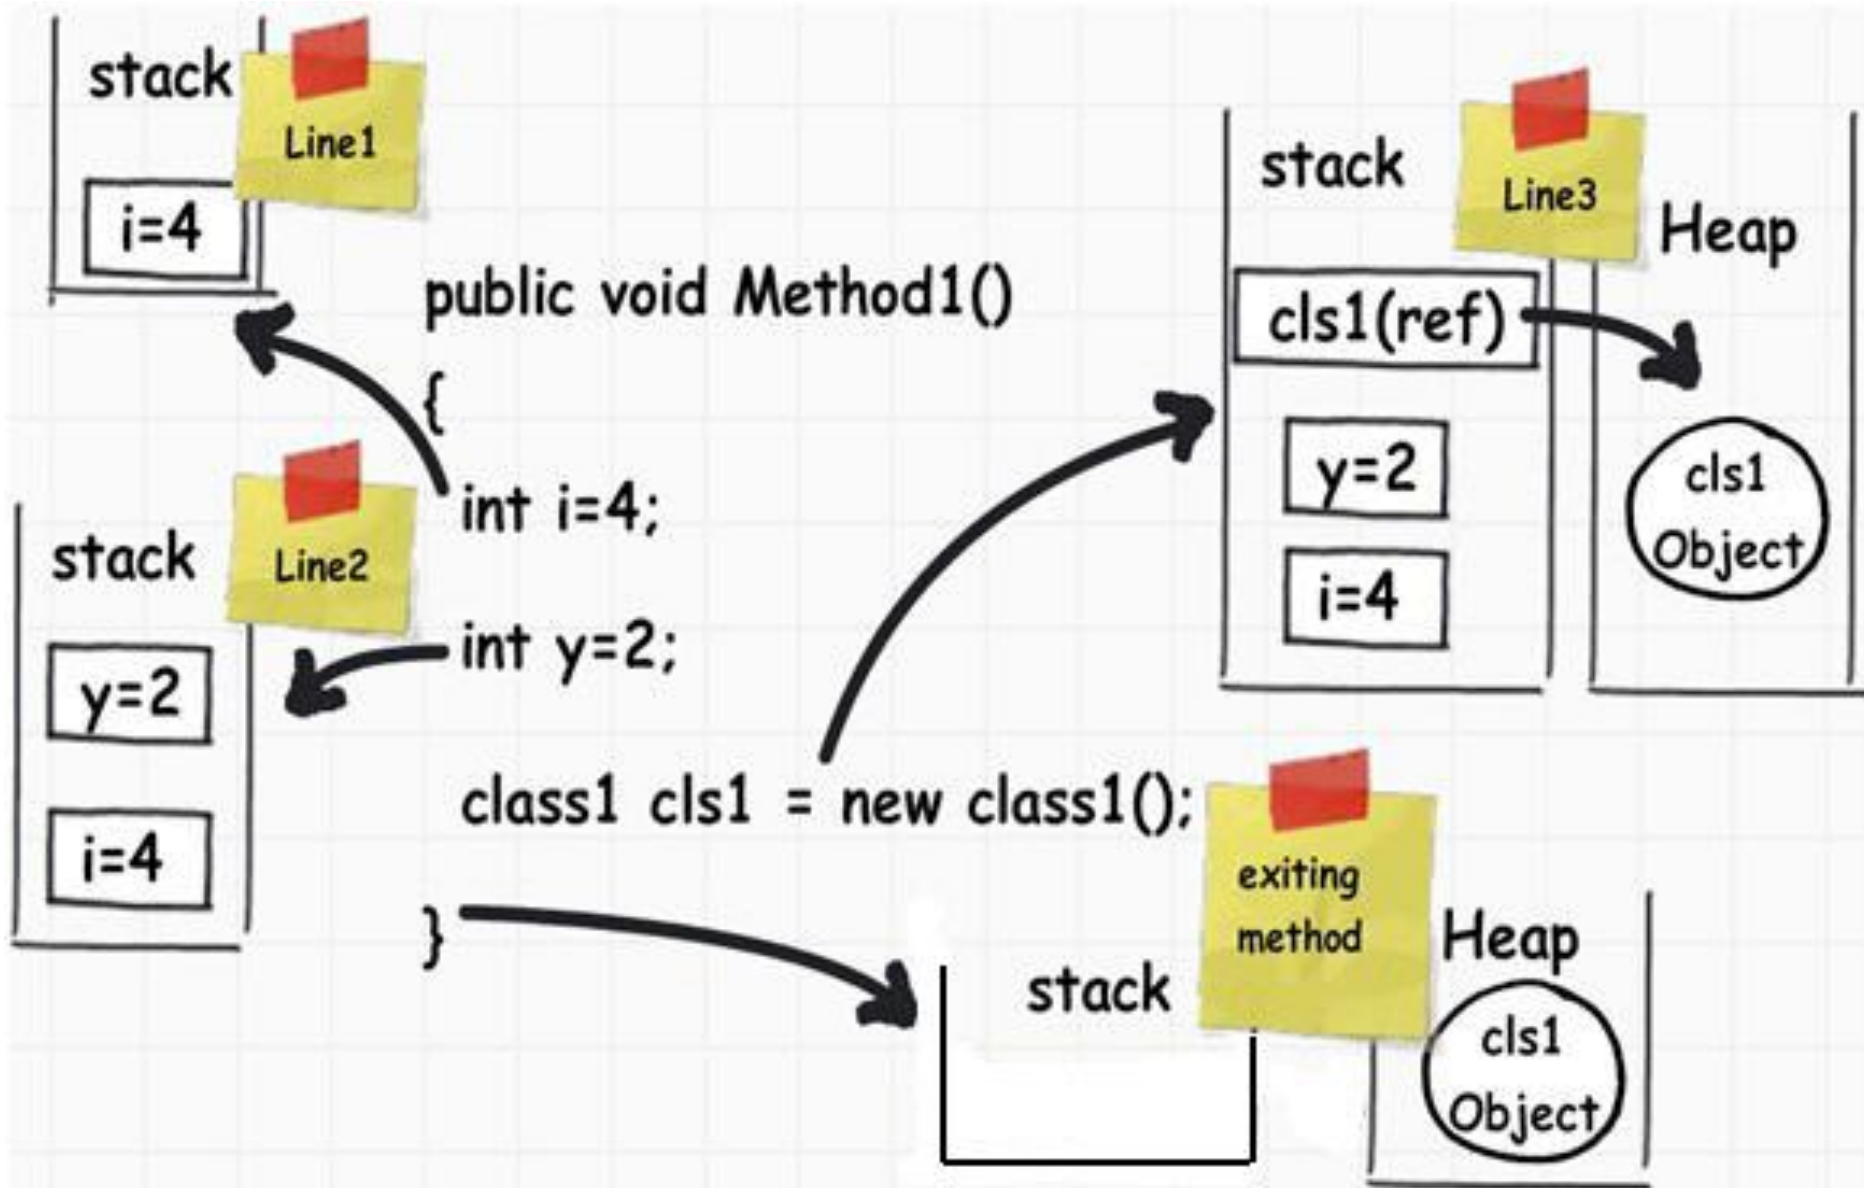 stack
Line1
i=4
public void Method1()
{
int i=4;
int y=2;
class1 cls1 = new class1();
}
stack
Line2
y=2
i=4
stack
Line3
Heap
cls1(ref)
y=2
i=4
cls1
Object
exiting
method
stack
Heap
cls1
Object